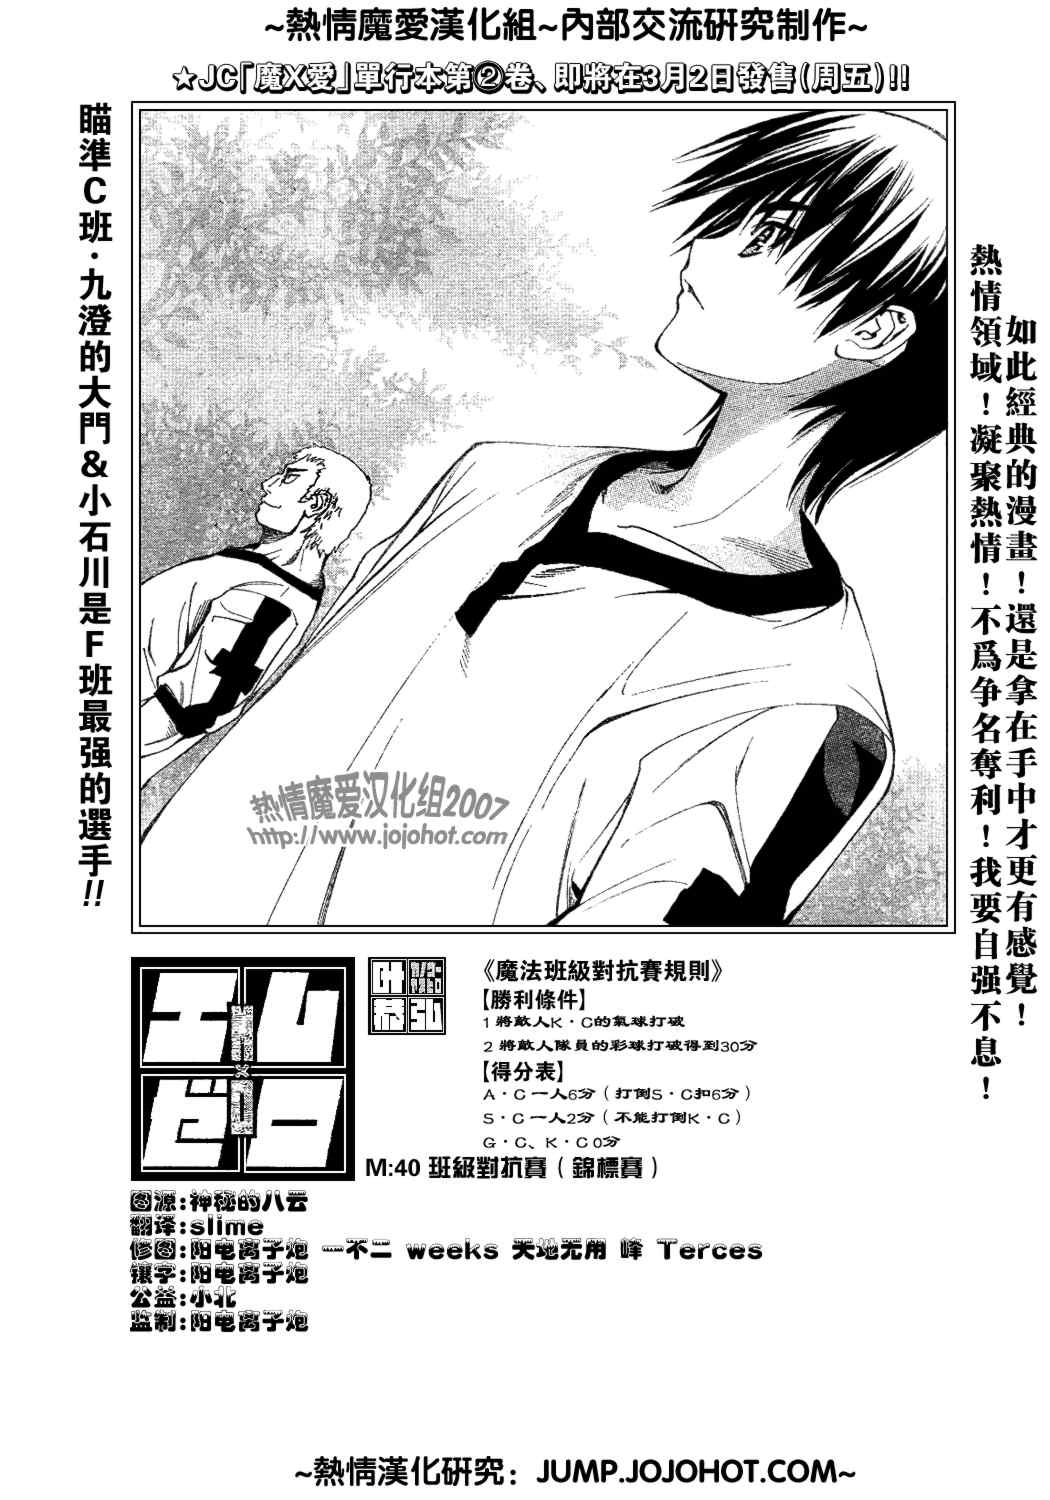 ~熱情魔愛漢化組~內部交流研究制作~
★JC「魔X愛」單行本第②卷、即將在3月2日發售(周五)!!
如此經典的漫畫!還是拿在手中才更有感覺!
熱情領域!凝聚熱情!不爲争名奪利!我要自强不息!
瞄準C班·九澄的大門&小石川是F班最强的選手!!
熱情魔爱汉化组2007
http://www.jojohot.com
エム
ゼロ
叶恭弘
《魔法班級對抗賽規則》
【勝利條件】
1 將敵人K·C的氣球打破
2 將敵人隊員的彩球打破得到30分
【得分表】
A·C一人6分(打倒S·C扣6分)
S·C一人2分(不能打倒K·C)
G·C、K·C 0分
M:40 班級對抗賽(錦標賽)
图源:神秘的八云
翻译:slime
修图:阳电离子炮 一不二 weeks 天地无用 峰 Terces
镶字:阳电离子炮
公益:小北
监制:阳电离子炮
~熱情漢化研究: JUMP.JOJOHOT.COM~